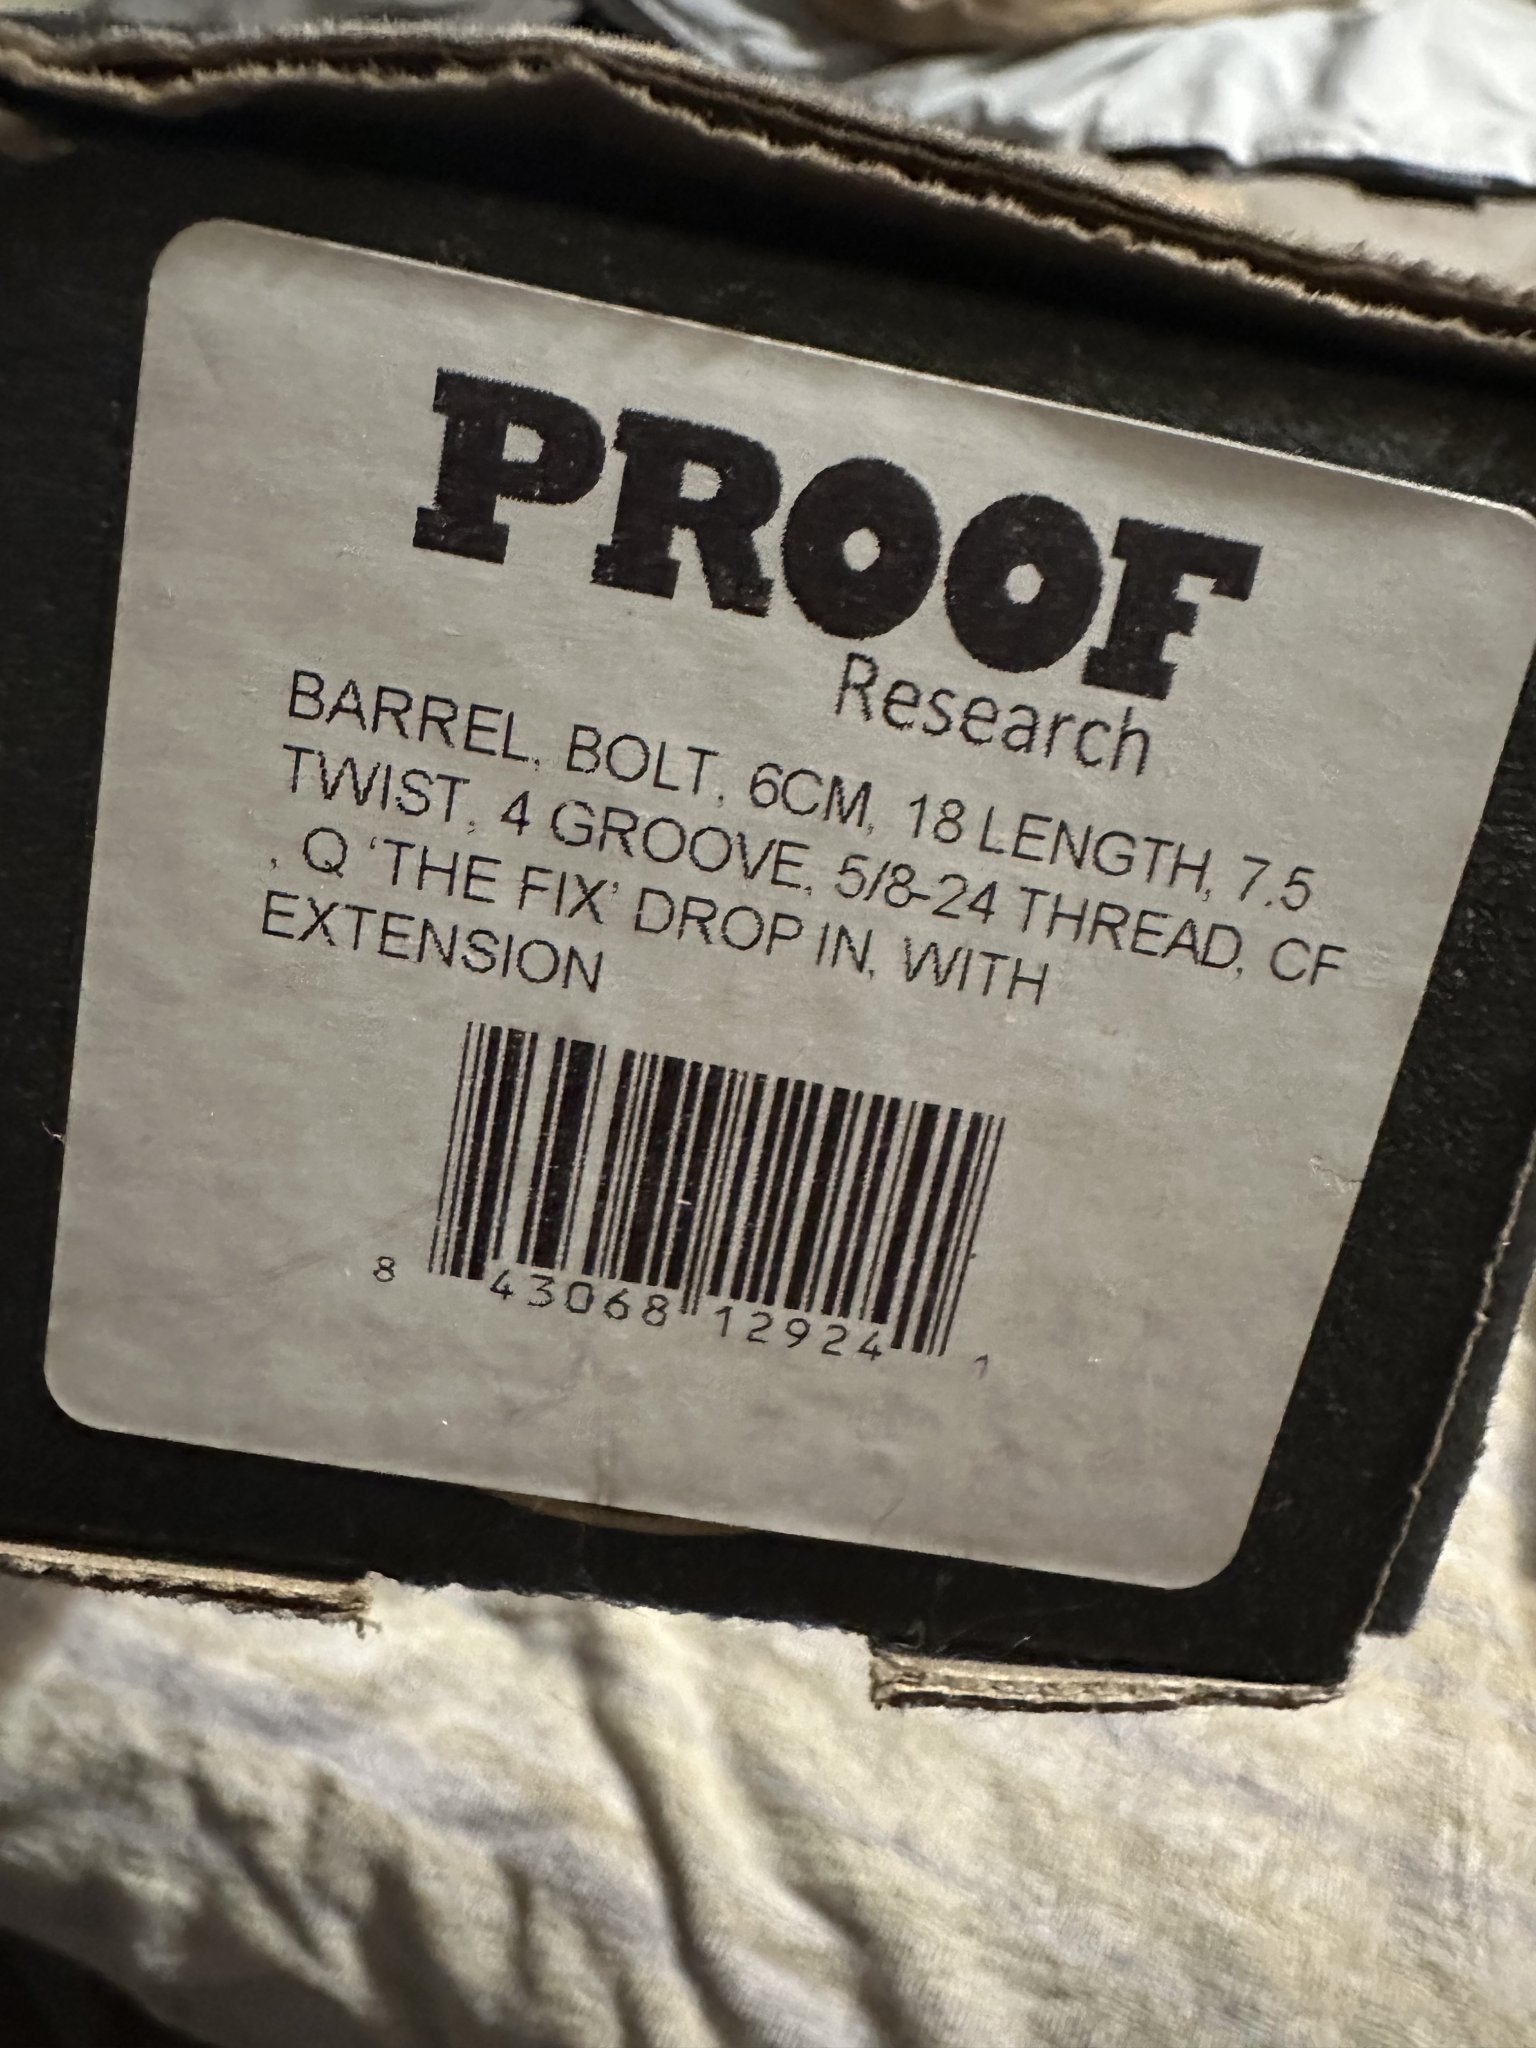 PROOF
Research
BARREL, BOLT, 6CM, 18 LENGTH, 7.5
TWIST, 4 GROOVE, 5/8-24 THREAD, CF
, Q 'THE FIX' DROP IN, WITH
EXTENSION
8 43068 12924 1